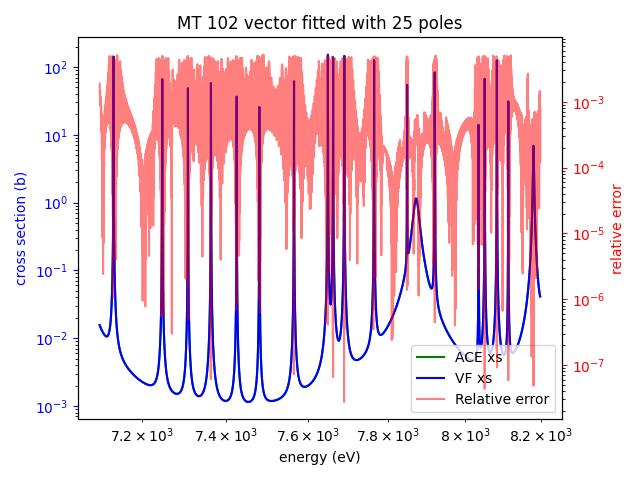 MT 102 vector fitted with 25 poles
10²
10¹
10⁰
10⁻¹
10⁻²
10⁻³
cross section (b)
10⁻³
10⁻⁴
10⁻⁵
10⁻⁶
10⁻⁷
relative error
ACE xs
VF xs
Relative error
7.2 × 10³ 7.4 × 10³ 7.6 × 10³ 7.8 × 10³ 8 × 10³ 8.2 × 10³
energy (eV)